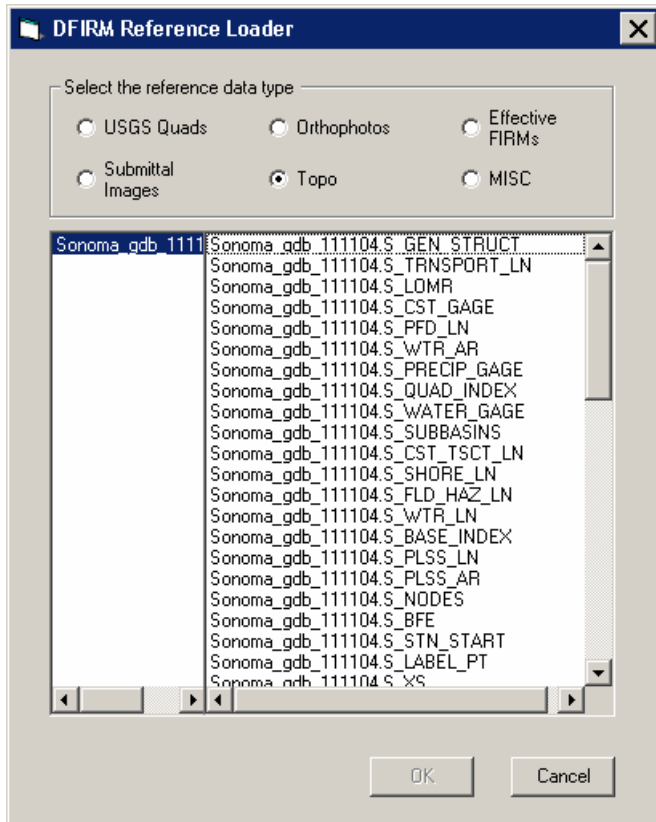 DFIRM Reference Loader
Select the reference data type
USGS Quads
Orthophotos
Effective
FIRMs
Submittal
Images
Topo
MISC
Sonoma_gdb_1111
Sonoma_gdb_111104.S_GEN_STRUCT
Sonoma_gdb_111104.S_TRNSPORT_LN
Sonoma_gdb_111104.S_LOMR
Sonoma_gdb_111104.S_CST_GAGE
Sonoma_gdb_111104.S_PFD_LN
Sonoma_gdb_111104.S_WTR_AR
Sonoma_gdb_111104.S_PRECIP_GAGE
Sonoma_gdb_111104.S_QUAD_INDEX
Sonoma_gdb_111104.S_WATER_GAGE
Sonoma_gdb_111104.S_SUBBASINS
Sonoma_gdb_111104.S_CST_TSCT_LN
Sonoma_gdb_111104.S_SHORE_LN
Sonoma_gdb_111104.S_FLD_HAZ_LN
Sonoma_gdb_111104.S_WTR_LN
Sonoma_gdb_111104.S_BASE_INDEX
Sonoma_gdb_111104.S_PLSS_LN
Sonoma_gdb_111104.S_PLSS_AR
Sonoma_gdb_111104.S_NODES
Sonoma_gdb_111104.S_BFE
Sonoma_gdb_111104.S_STN_START
Sonoma_gdb_111104.S_LABEL_PT
Sonoma_gdb_111104.S_XS
OK
Cancel